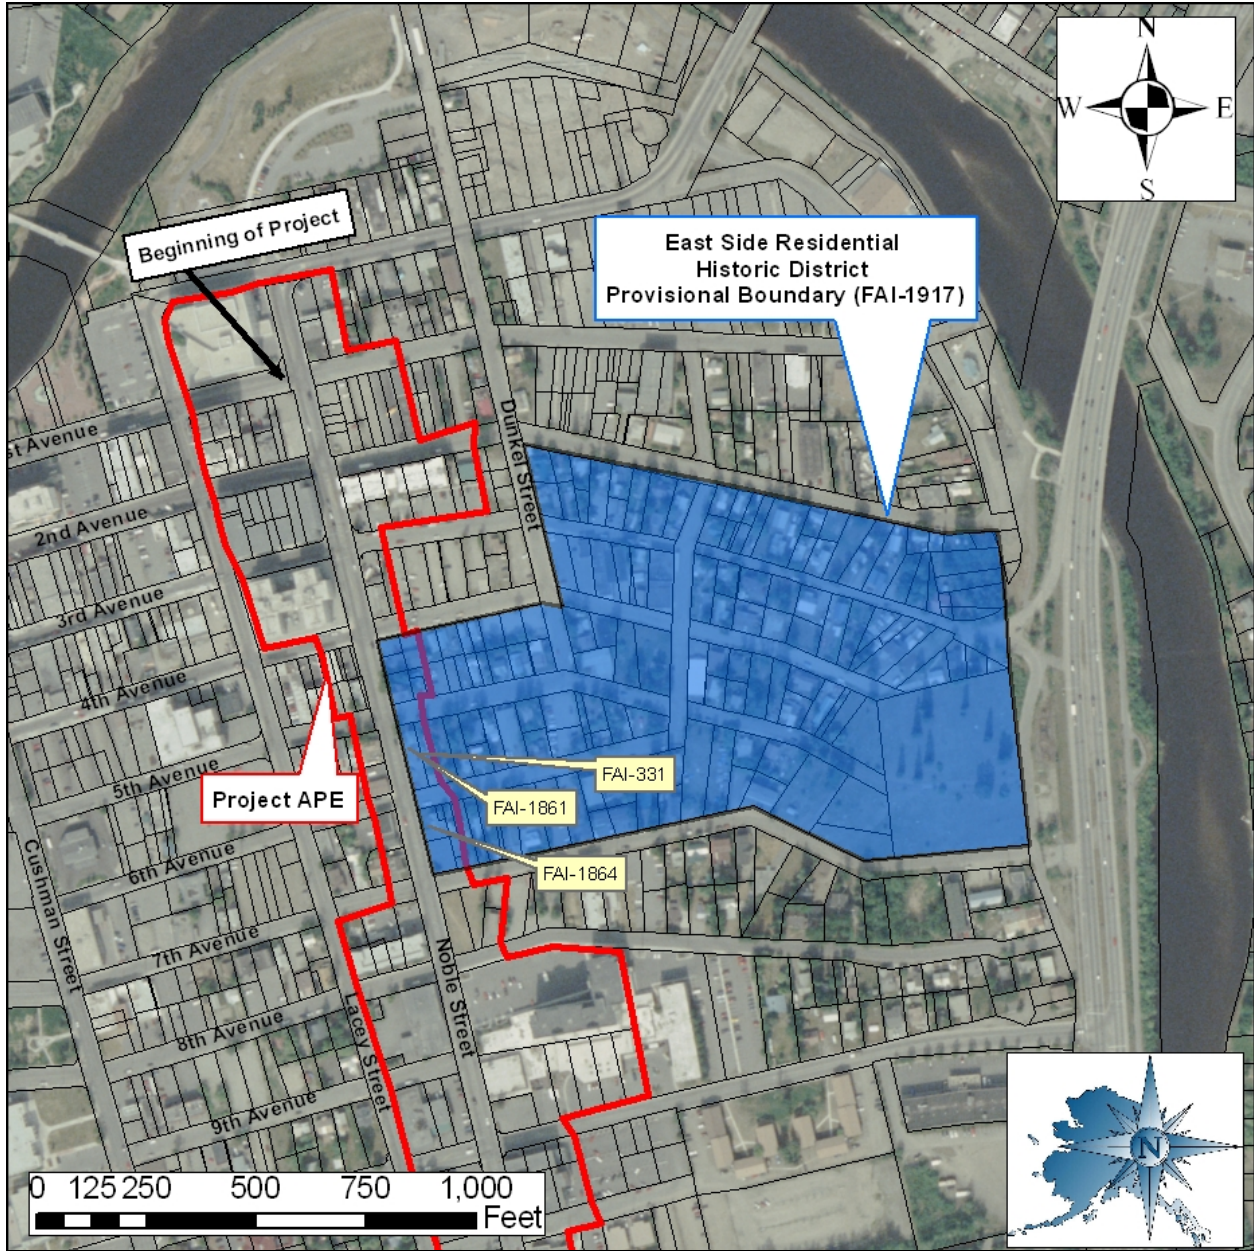 N
W
E
S
Beginning of Project
East Side Residential
Historic District
Provisional Boundary (FAI-1917)
Dunkel Street
st Avenue
2nd Avenue
3rd Avenue
4th Avenue
5th Avenue
6th Avenue
7th Avenue
8th Avenue
9th Avenue
Project APE
FAI-331
FAI-1861
FAI-1864
Cushman Street
Lacey Street
Noble Street
0 125 250 500 750 1,000
Feet
N